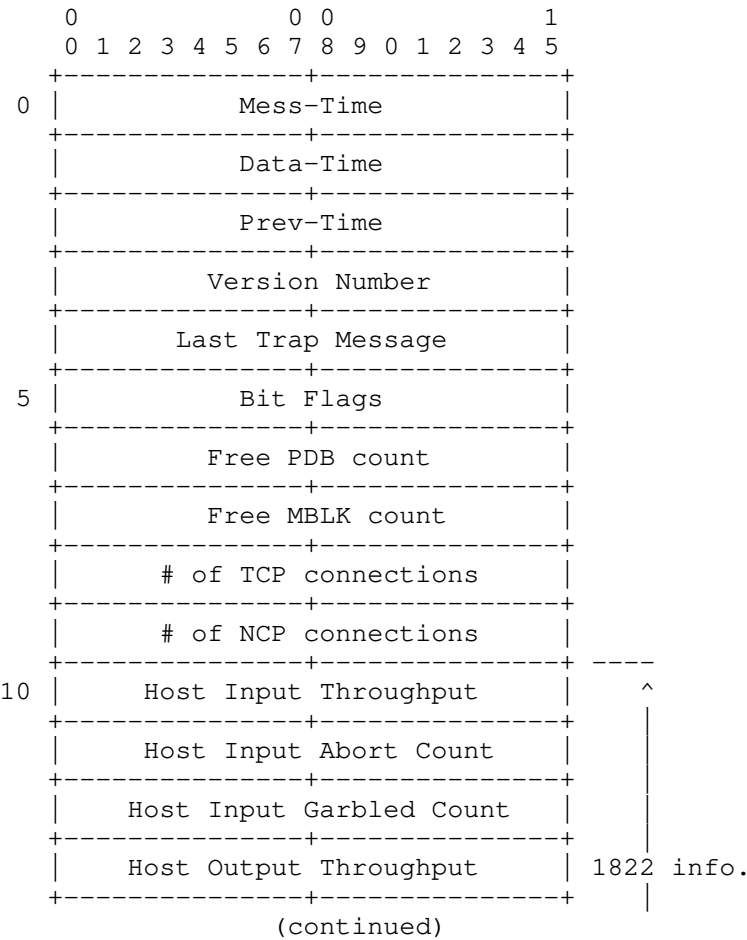 0 0 0 1
0 1 2 3 4 5 6 7 8 9 0 1 2 3 4 5
0 Mess-Time
Data-Time
Prev-Time
Version Number
Last Trap Message
5 Bit Flags
Free PDB count
Free MBLK count
# of TCP connections
# of NCP connections
10 Host Input Throughput
Host Input Abort Count
Host Input Garbled Count
Host Output Throughput 1822 info.
(continued)